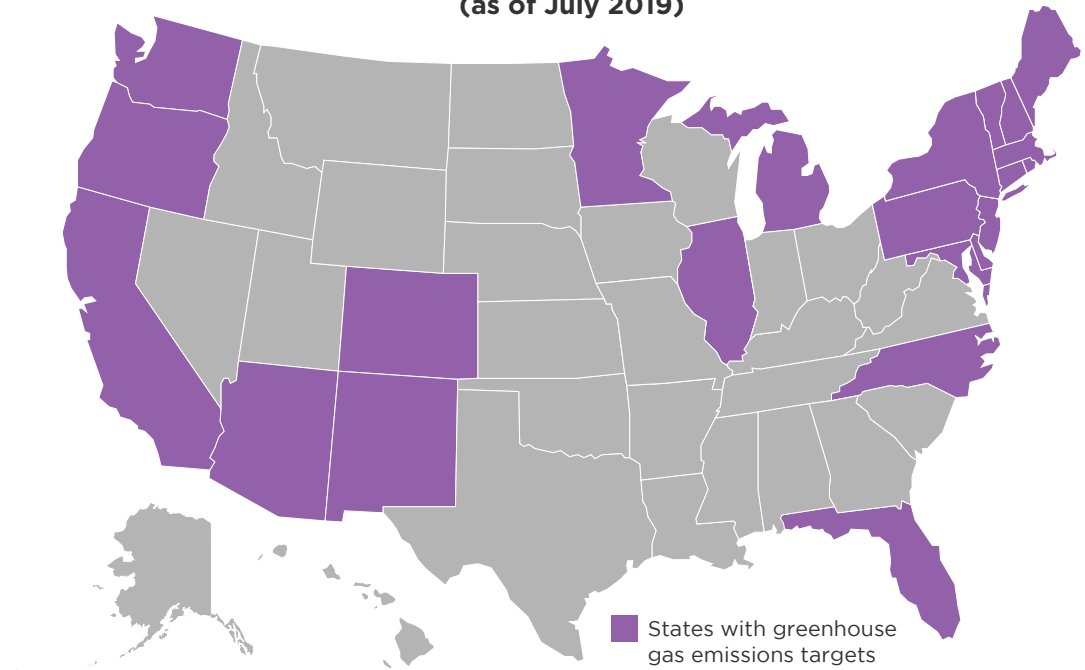 (as of July 2019)
States with greenhouse
gas emissions targets